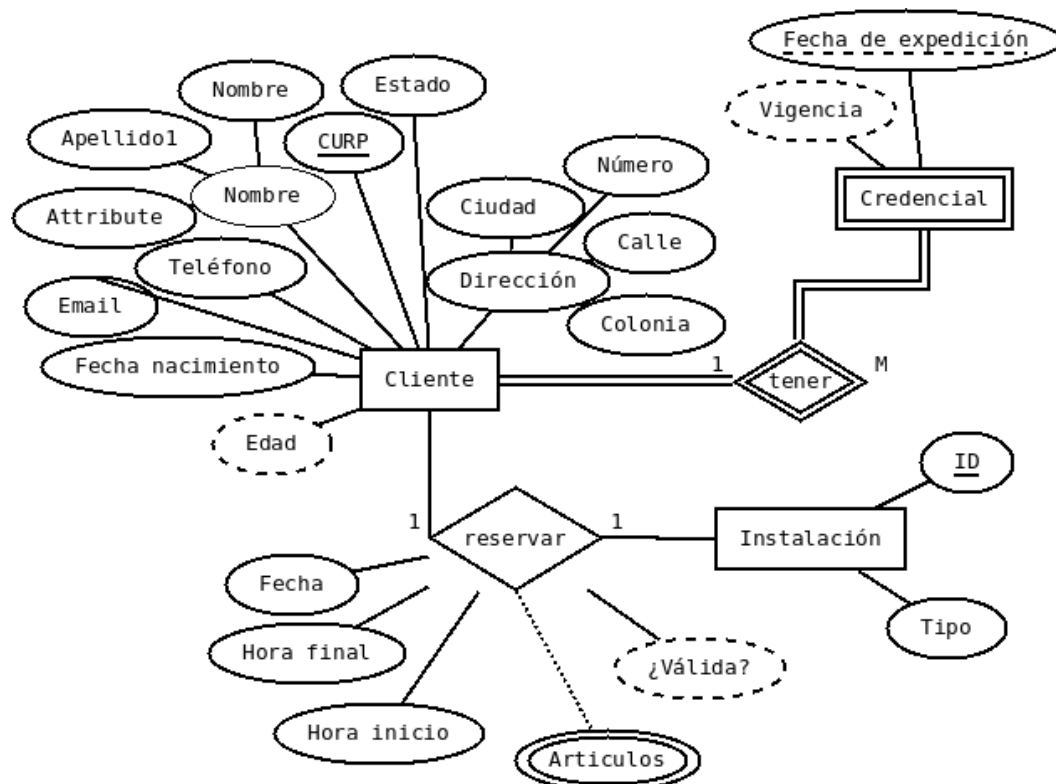 Fecha de expedición
Nombre
Estado
Vigencia
Apellido1
CURP
Número
Nombre
Credencial
Attribute
Ciudad
Calle
Teléfono
Dirección
Email
Colonia
Fecha nacimiento
Cliente
1
M
tener
Edad
ID
1
reservar
1
Instalación
Fecha
Tipo
Hora final
¿Válida?
Hora inicio
Articulos